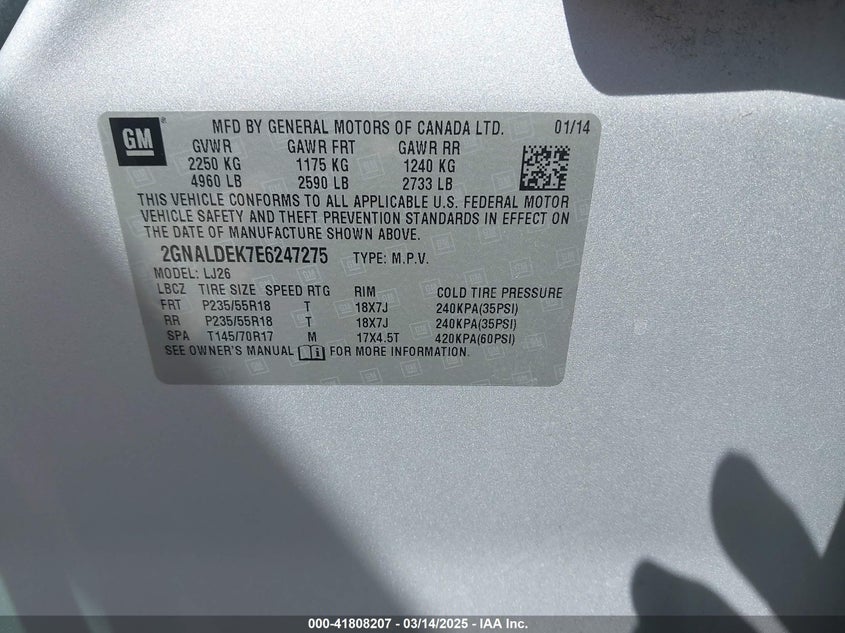 GM
MFD BY GENERAL MOTORS OF CANADA LTD. 01/14
GVWR GAWR FRT GAWR RR
2250 KG 1175 KG 1240 KG
4960 LB 2590 LB 2733 LB
THIS VEHICLE CONFORMS TO ALL APPLICABLE U.S. FEDERAL MOTOR
VEHICLE SAFETY AND THEFT PREVENTION STANDARDS IN EFFECT ON
THE DATE OF MANUFACTURE SHOWN ABOVE.
2GNALDEK7E6247275 TYPE: M.P.V.
MODEL: LJ26
LBCZ TIRE SIZE SPEED RTG RIM COLD TIRE PRESSURE
FRT P235/55R18 T 18X7J 240KPA(35PSI)
RR P235/55R18 T 18X7J 240KPA(35PSI)
SPA T145/70R17 M 17X4.5T 420KPA(60PSI)
SEE OWNER'S MANUAL FOR MORE INFORMATION.
000-41808207 - 03/14/2025 - IAA Inc.